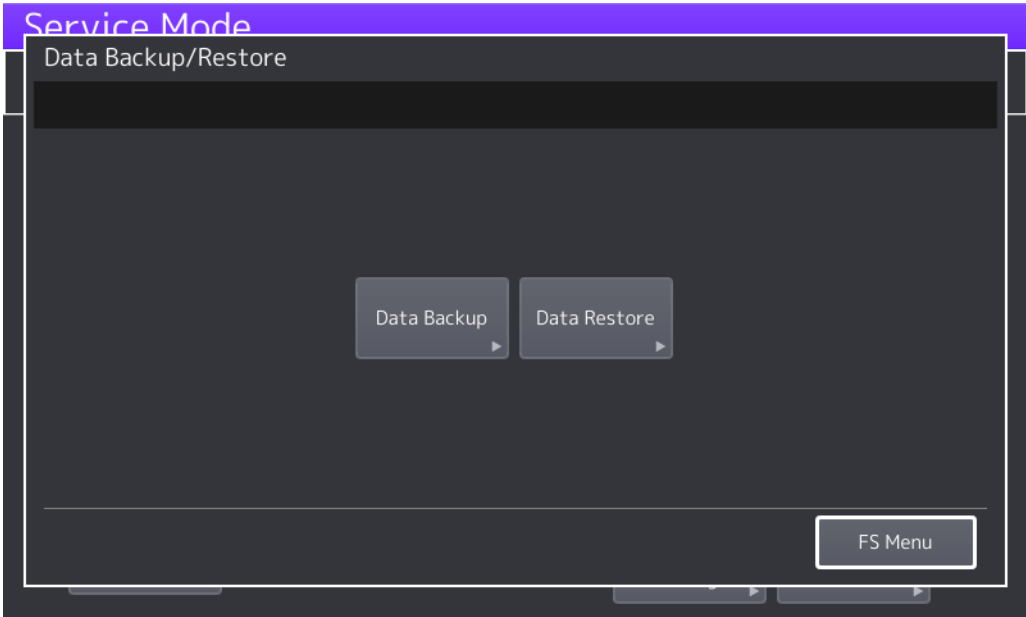 Service Mode
Data Backup/Restore
Data Backup
Data Restore
FS Menu